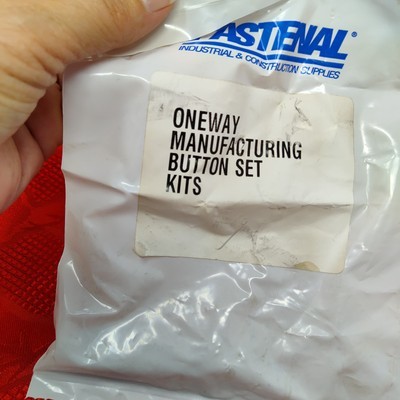 FASTENAL®
INDUSTRIAL & CONSTRUCTION SUPPLIES
ONEWAY
MANUFACTURING
BUTTON SET
KITS